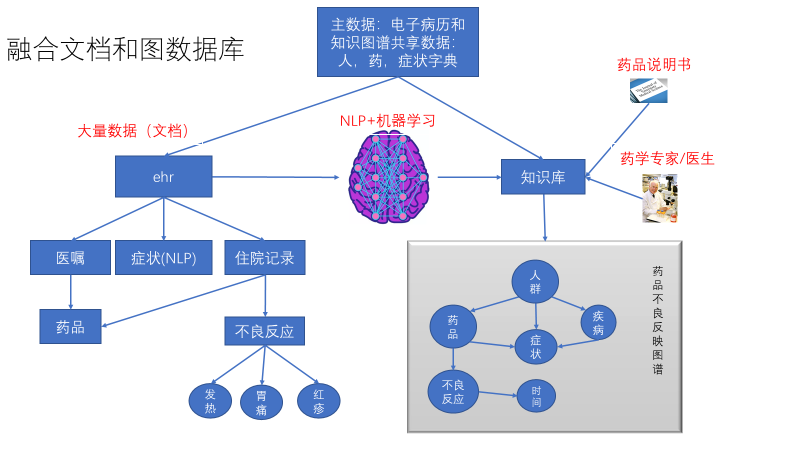 融合文档和图数据库
主数据：电子病历和
知识图谱共享数据：
人，药，症状字典
药品说明书
大量数据（文档）
NLP+机器学习
药学专家/医生
ehr
知识库
医嘱
症状(NLP)
住院记录
药品
不良反应
发
热
胃
痛
红
疹
人
群
药
品
疾
病
症
状
不良
反应
时
间
药
品
不
良
反
映
图
谱